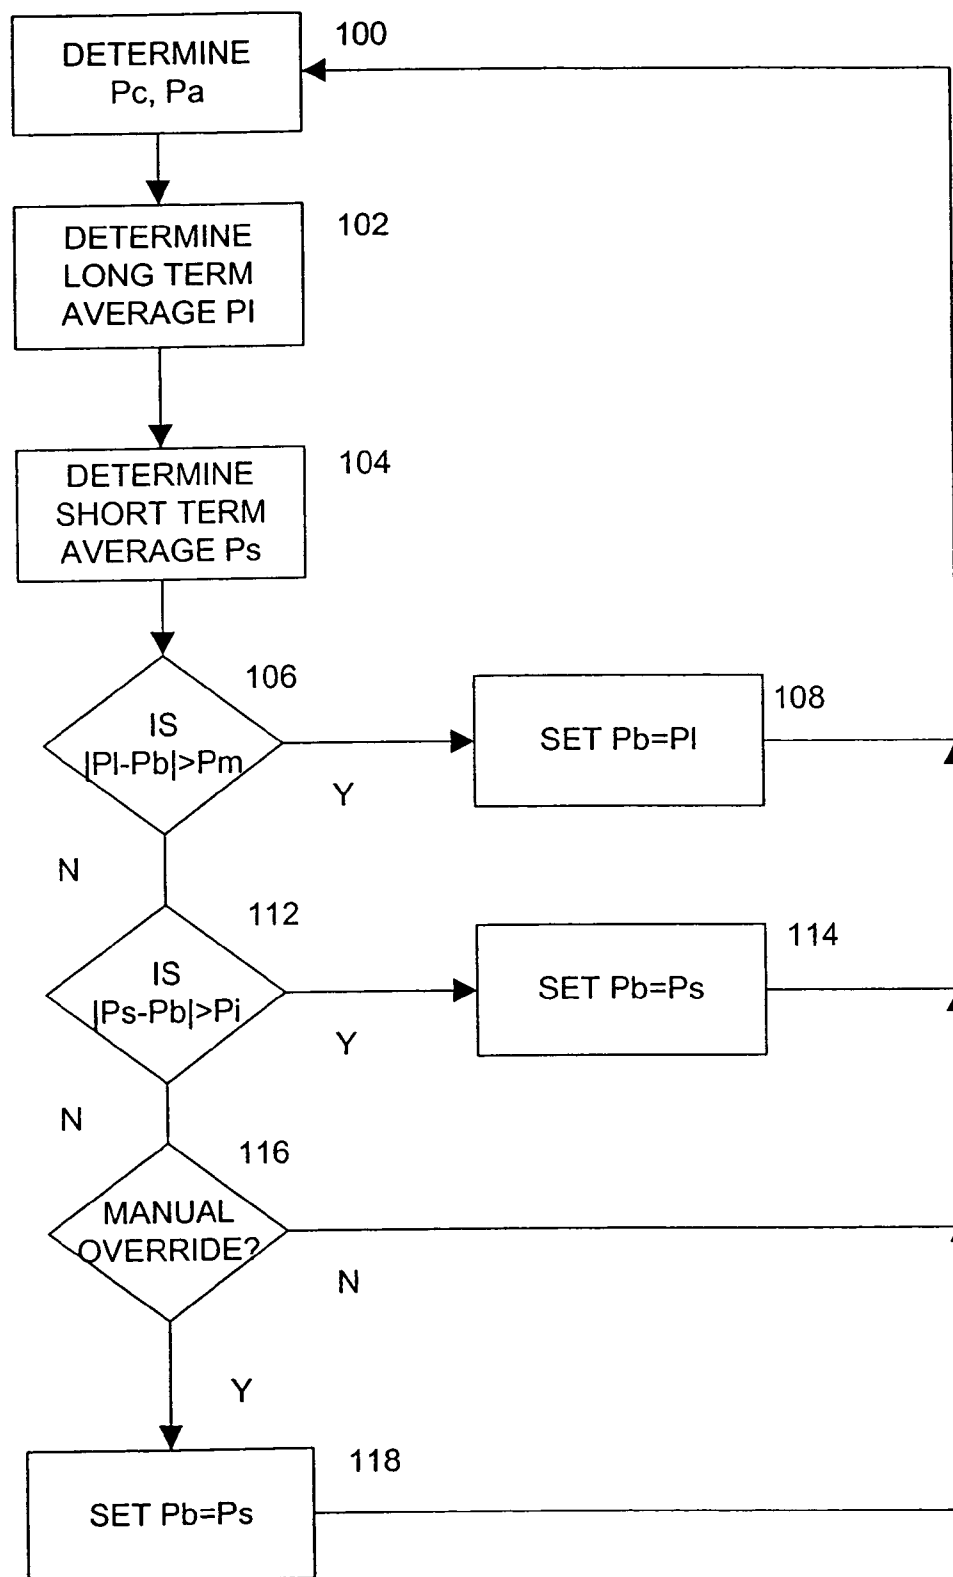 100
DETERMINE
Pc, Pa
102
DETERMINE
LONG TERM
AVERAGE Pl
104
DETERMINE
SHORT TERM
AVERAGE Ps
106
IS
|Pl-Pb|>Pm
Y
N
108
SET Pb=Pl
112
IS
|Ps-Pb|>Pi
Y
N
114
SET Pb=Ps
116
MANUAL
OVERRIDE?
N
Y
118
SET Pb=Ps